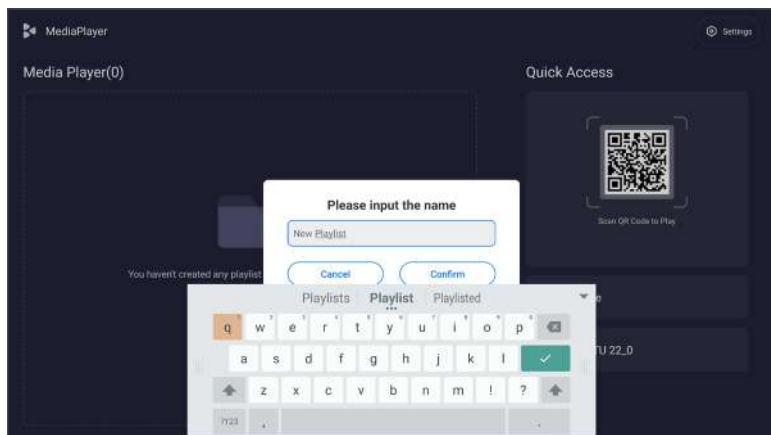 MediaPlayer
Settings
Media Player(0)
Quick Access
Please input the name
New Playlist
Scan QR Code to Play
You haven't created any playlist
Cancel
Confirm
Playlists Playlist Playlisted
q w e r t y u i o p
TU 22_0
a s d f g h j k l
z x c v b n m ! ?
?123 , .